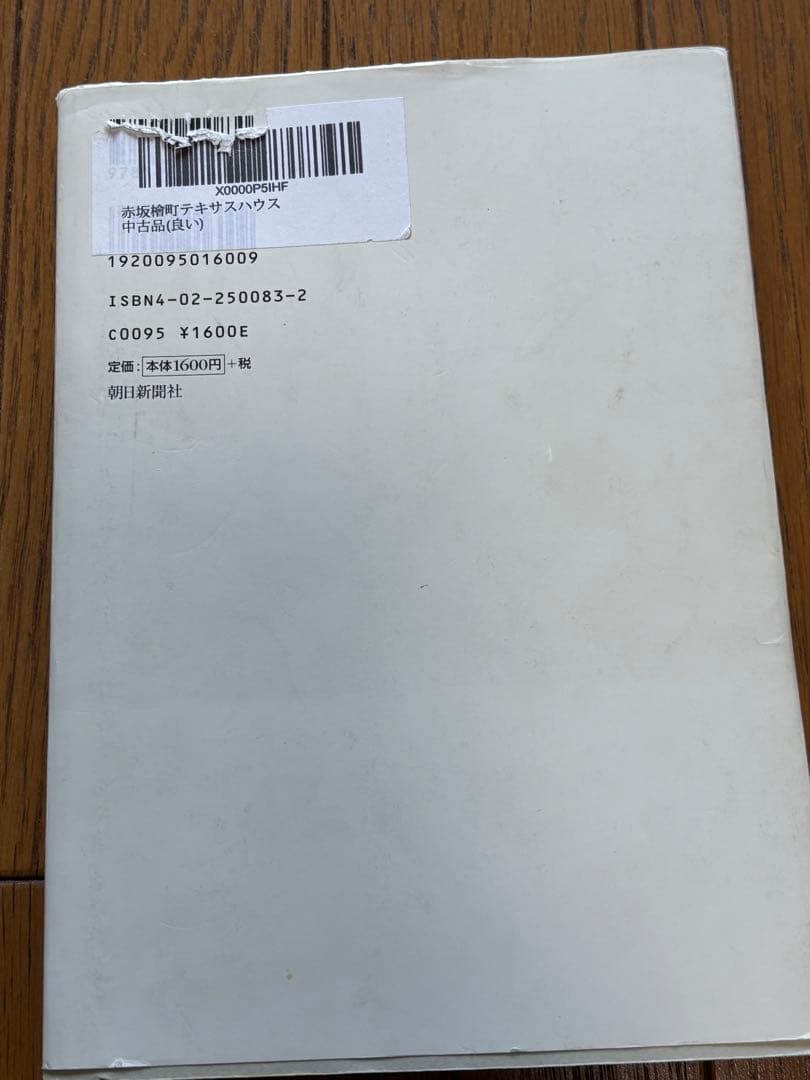 X0000P5IHF
赤坂檜町テキサスハウス
中古品(良い)
1920095016009
ISBN4-02-250083-2
C0095 ¥1600E
定価:本体1600円+税
朝日新聞社